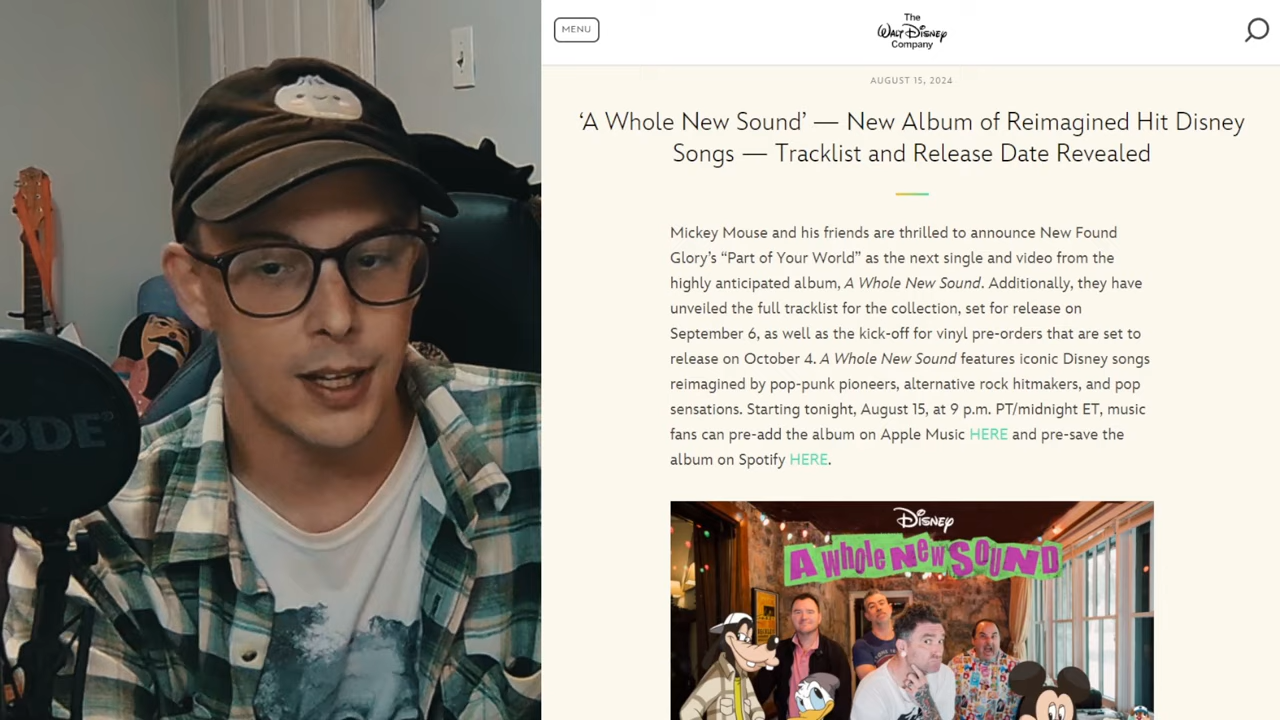 MENU
The
Walt Disney
Company
AUGUST 15, 2024
‘A Whole New Sound’ — New Album of Reimagined Hit Disney
Songs — Tracklist and Release Date Revealed
Mickey Mouse and his friends are thrilled to announce New Found
Glory’s “Part of Your World” as the next single and video from the
highly anticipated album, A Whole New Sound. Additionally, they have
unveiled the full tracklist for the collection, set for release on
September 6, as well as the kick-off for vinyl pre-orders that are set to
release on October 4. A Whole New Sound features iconic Disney songs
reimagined by pop-punk pioneers, alternative rock hitmakers, and pop
sensations. Starting tonight, August 15, at 9 p.m. PT/midnight ET, music
fans can pre-add the album on Apple Music HERE and pre-save the
album on Spotify HERE.
DISNEY
A Whole New SOUND
RØDE®